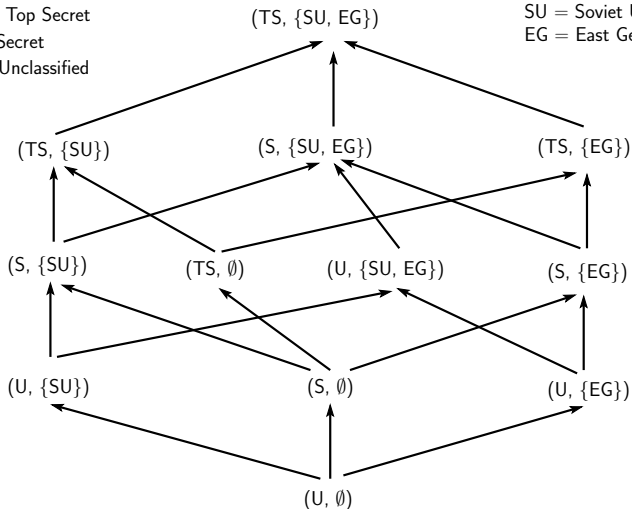 Top Secret
(TS, {SU, EG})
SU = Soviet
Secret
EG = East
Unclassified
(TS, {SU})
(S, {SU, EG})
(TS, {EG})
(S, {SU})
(TS, ∅)
(U, {SU, EG})
(S, {EG})
(U, {SU})
(S, ∅)
(U, {EG})
(U, ∅)